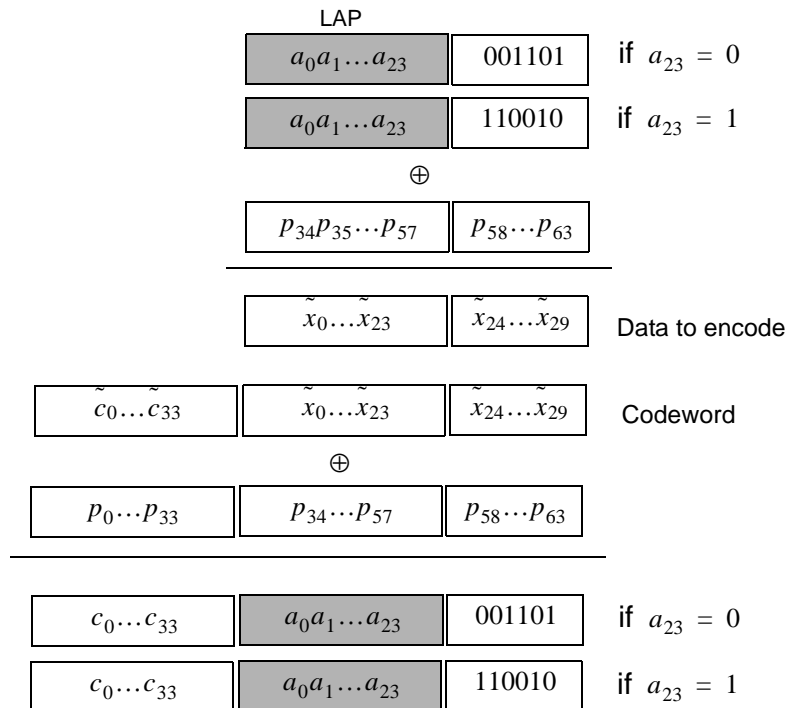 LAP
a₀a₁…a₂₃ 001101 if a₂₃ = 0
a₀a₁…a₂₃ 110010 if a₂₃ = 1
⊕
p₃₄p₃₅…p₅₇ p₅₈…p₆₃
x̃₀…x̃₂₃ x̃₂₄…x̃₂₉ Data to encode
c̃₀…c̃₃₃ x̃₀…x̃₂₃ x̃₂₄…x̃₂₉ Codeword
⊕
p₀…p₃₃ p₃₄…p₅₇ p₅₈…p₆₃
c₀…c₃₃ a₀a₁…a₂₃ 001101 if a₂₃ = 0
c₀…c₃₃ a₀a₁…a₂₃ 110010 if a₂₃ = 1